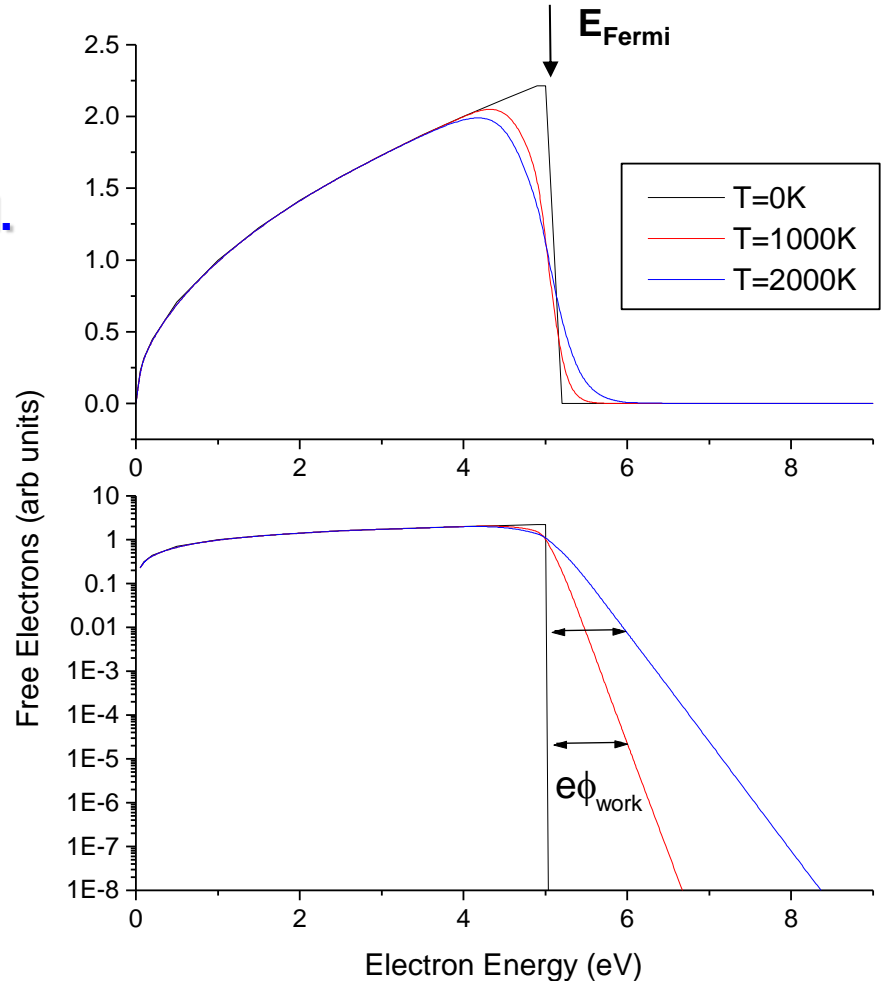 E_Fermi
2.5
2.0
1.5
1.0
0.5
0.0
T=0K
T=1000K
T=2000K
0 2 4 6 8
Free Electrons (arb units)
10
1
0.1
0.01
1E-3
1E-4
1E-5
1E-6
1E-7
1E-8
eϕ_work
0 2 4 6 8
Electron Energy (eV)